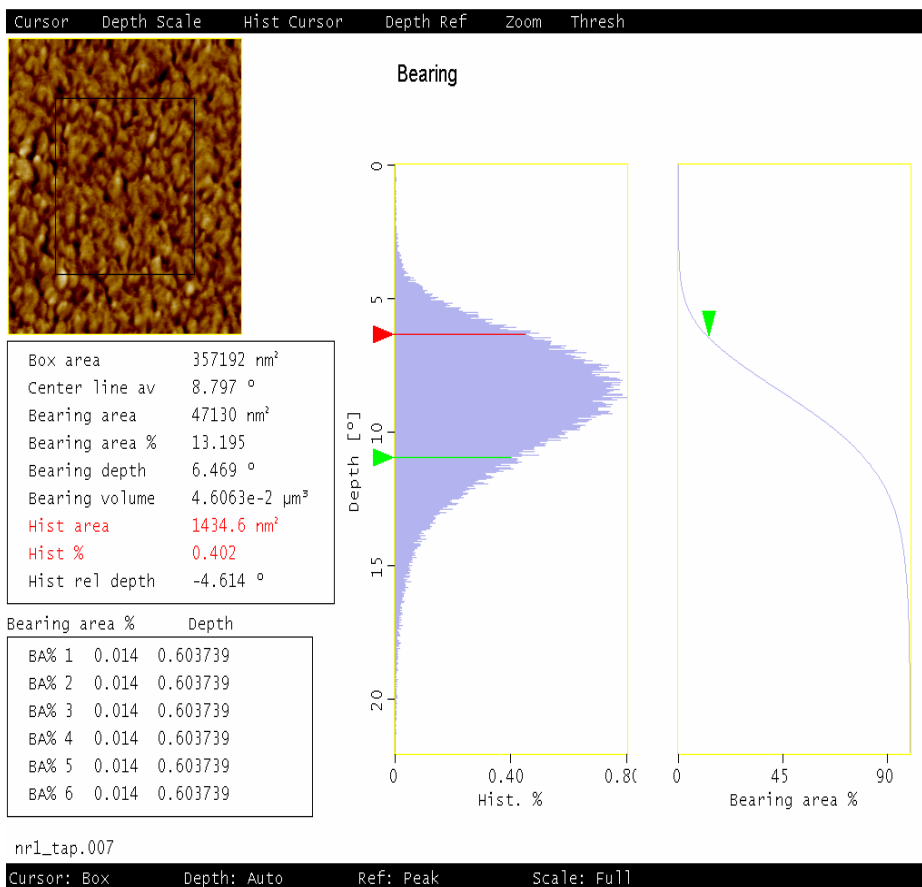 Cursor Depth Scale Hist Cursor Depth Ref Zoom Thresh
Bearing
Box area 357192 nm²
Center line av 8.797 º
Bearing area 47130 nm²
Bearing area % 13.195
Bearing depth 6.469 º
Bearing volume 4.6063e-2 µm³
Hist area 1434.6 nm²
Hist % 0.402
Hist rel depth -4.614 º
Bearing area % Depth
BA% 1 0.014 0.603739
BA% 2 0.014 0.603739
BA% 3 0.014 0.603739
BA% 4 0.014 0.603739
BA% 5 0.014 0.603739
BA% 6 0.014 0.603739
nr1_tap.007
0
5
10
15
20
Depth [º]
0 0.40 0.80
Hist. %
0 45 90
Bearing area %
Cursor: Box Depth: Auto Ref: Peak Scale: Full